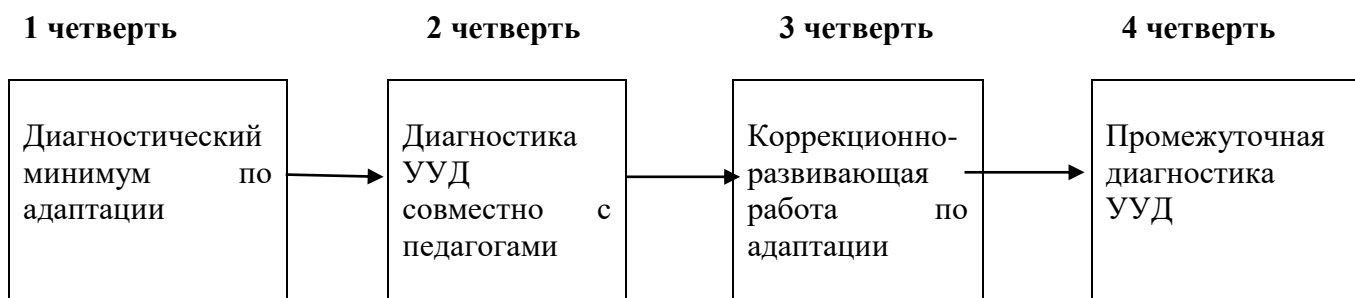 1 четверть
2 четверть
3 четверть
4 четверть
Диагностический
минимум по
адаптации
Диагностика
УУД
совместно с
педагогами
Коррекционно-
развивающая
работа по
адаптации
Промежуточная
диагностика
УУД